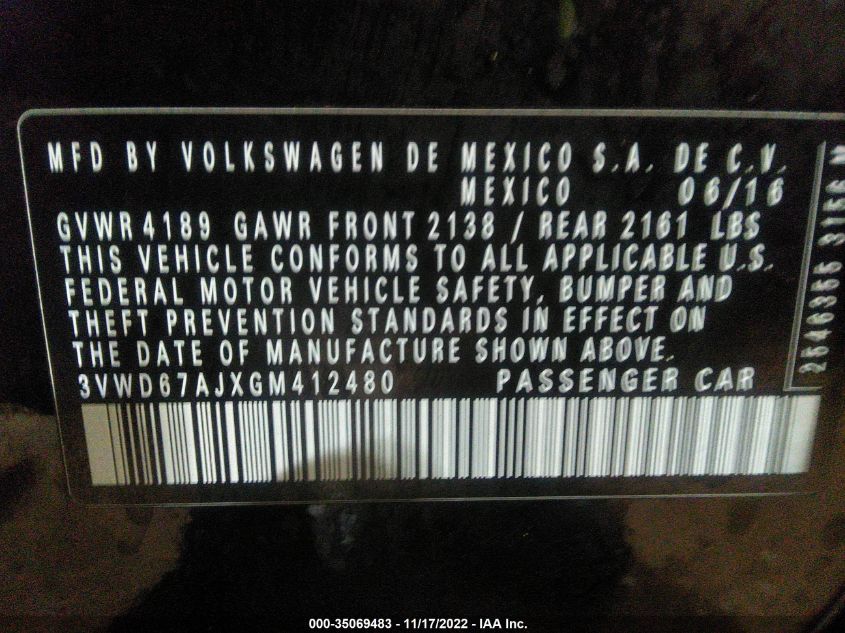 MFD BY VOLKSWAGEN DE MEXICO S.A. DE C.V.
MEXICO 06/16
GVWR 4189 GAWR FRONT 2138 / REAR 2161 LBS
THIS VEHICLE CONFORMS TO ALL APPLICABLE U.S.
FEDERAL MOTOR VEHICLE SAFETY, BUMPER AND
THEFT PREVENTION STANDARDS IN EFFECT ON
THE DATE OF MANUFACTURE SHOWN ABOVE.
3VWD67AJXGM412480 PASSENGER CAR
000-35069483 - 11/17/2022 - IAA Inc.